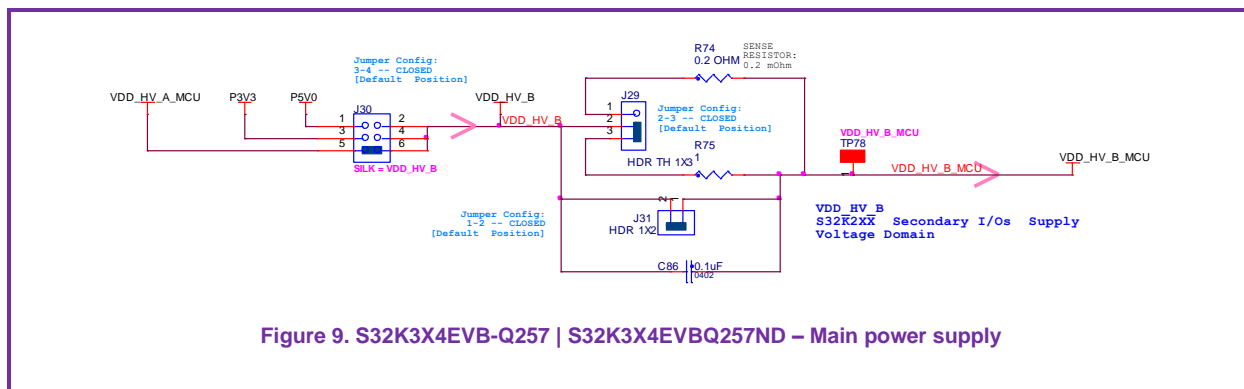 Jumper Config:
3-4 -- CLOSED
[Default Position]
VDD_HV_A_MCU
P3V3
P5V0
J30
1
2
3
4
5
6
SILK = VDD_HV_B
VDD_HV_B
VDD_HV_B
R74
0.2 OHM
SENSE
RESISTOR:
0.2 mOhm
J29
1
2
3
Jumper Config:
2-3 -- CLOSED
[Default Position]
HDR TH 1X3
R75
1
VDD_HV_B_MCU
TP78
1
VDD_HV_B_MCU
VDD_HV_B_MCU
Jumper Config:
1-2 -- CLOSED
[Default Position]
2
1
J31
HDR 1X2
VDD_HV_B
S32K2XX Secondary I/Os Supply
Voltage Domain
C86
0.1uF
0402
Figure 9. S32K3X4EVB-Q257 | S32K3X4EVBQ257ND – Main power supply